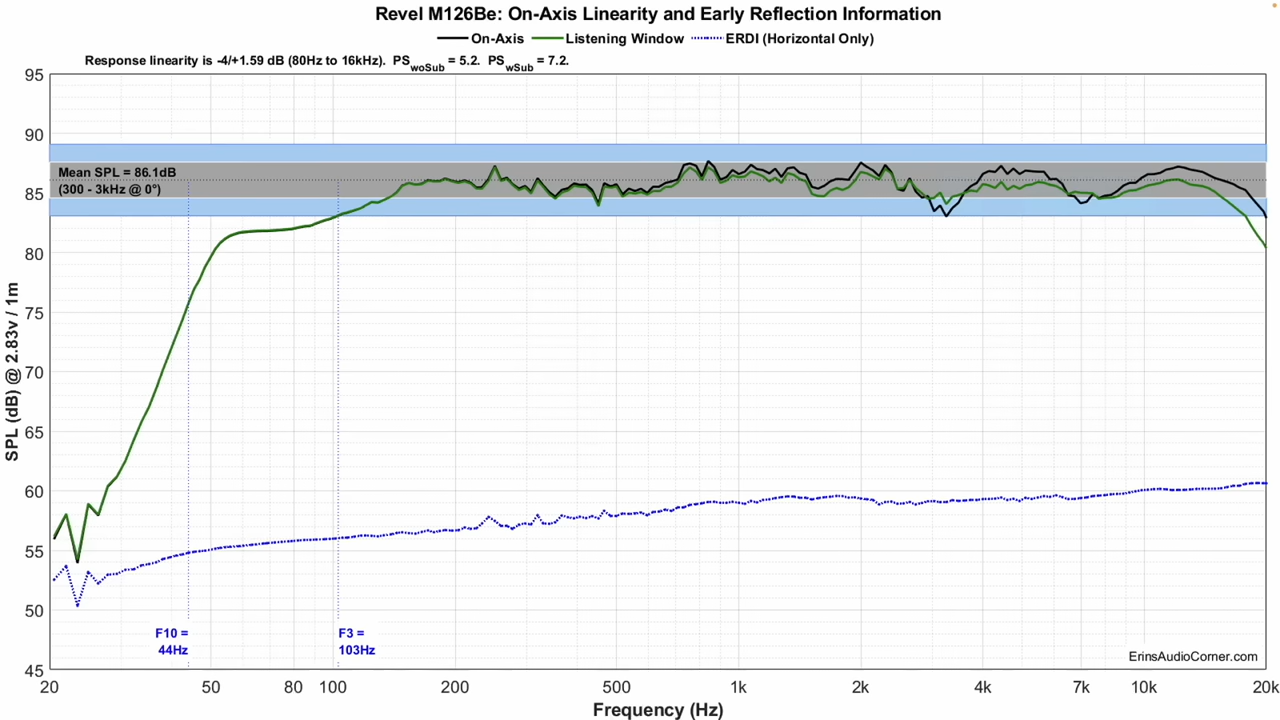 Revel M126Be: On-Axis Linearity and Early Reflection Information
On-Axis Listening Window ERDI (Horizontal Only)
Response linearity is -4/+1.59 dB (80Hz to 16kHz). PSwoSub = 5.2. PSwSub = 7.2.
95
90
85
80
75
70
65
60
55
50
45
SPL (dB) @ 2.83v / 1m
Mean SPL = 86.1dB
(300 - 3kHz @ 0°)
F10 =
44Hz
F3 =
103Hz
ErinsAudioCorner.com
20 50 80 100 200 500 1k 2k 4k 7k 10k 20k
Frequency (Hz)